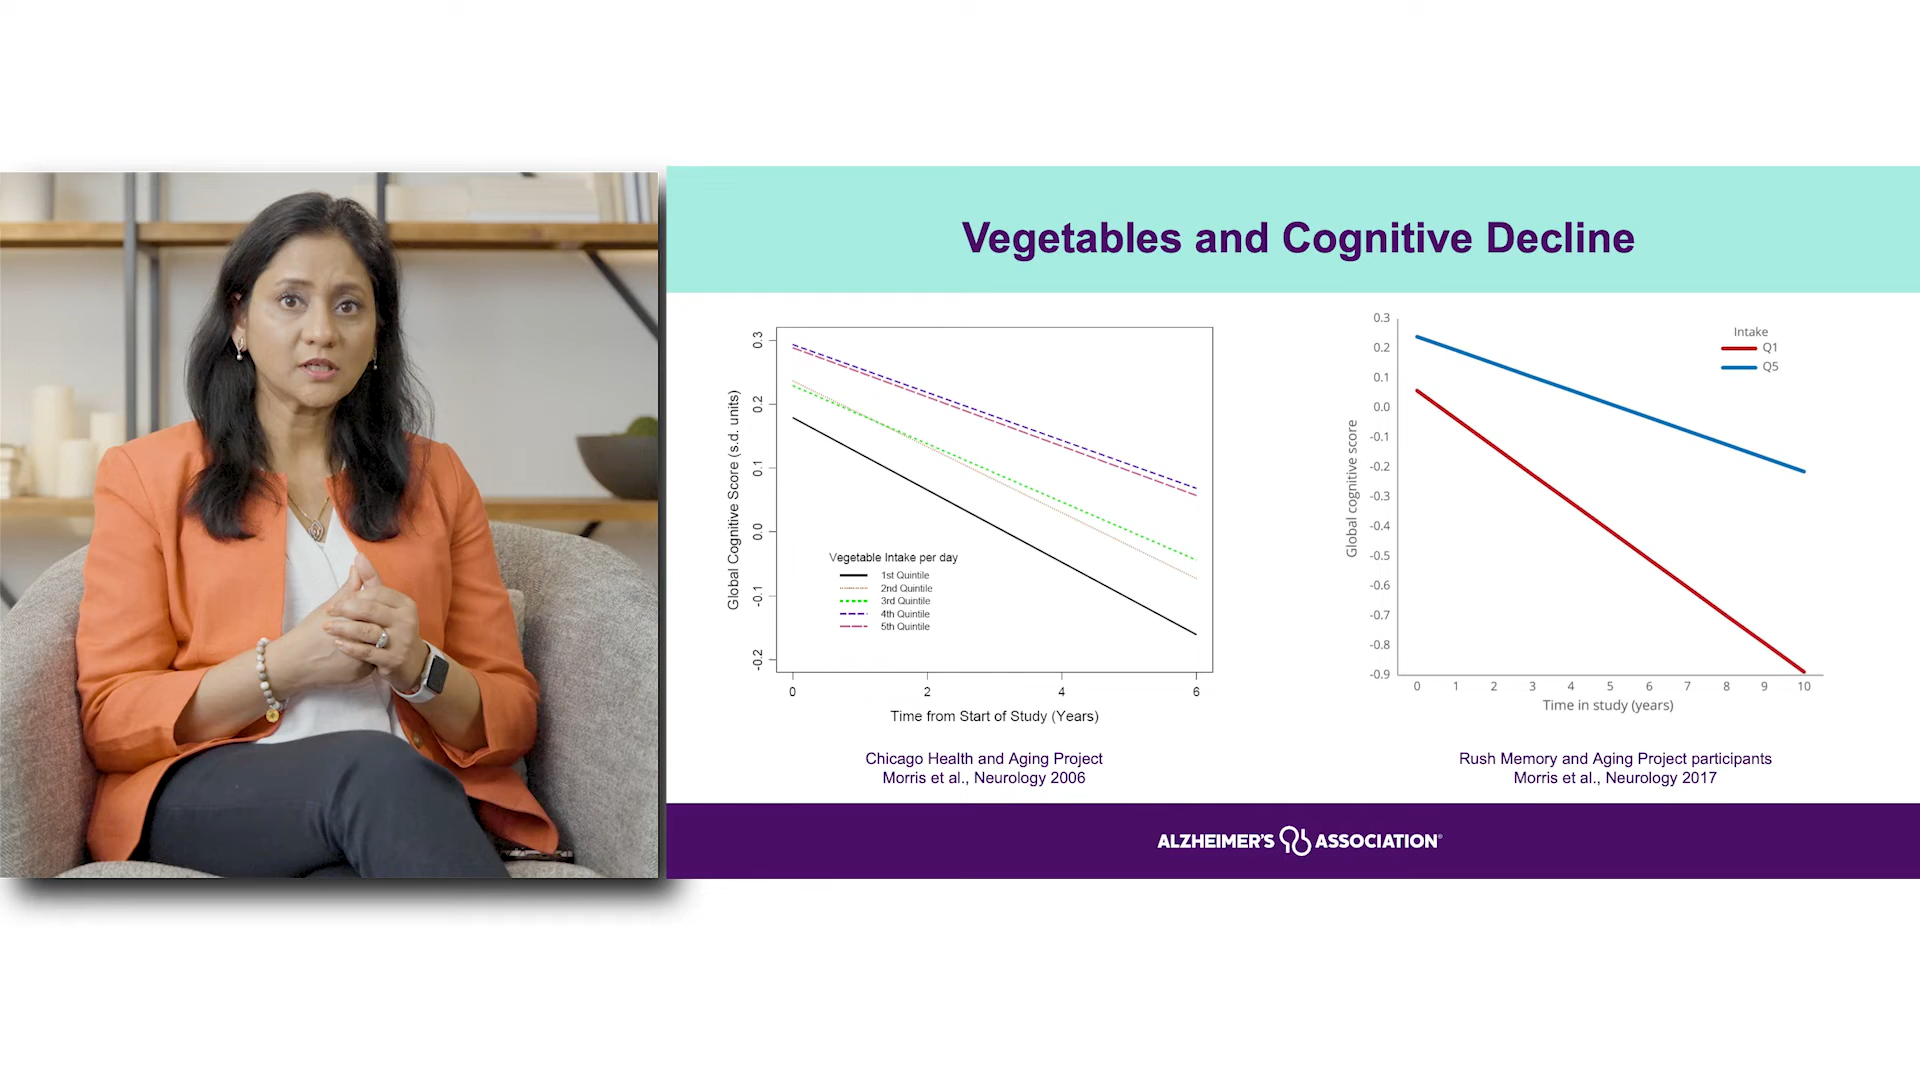 Vegetables and Cognitive Decline
Global Cognitive Score (s.d. units)
0.3
0.2
0.1
0.0
-0.1
-0.2
Vegetable Intake per day
1st Quintile
2nd Quintile
3rd Quintile
4th Quintile
5th Quintile
0 2 4 6
Time from Start of Study (Years)
Chicago Health and Aging Project
Morris et al., Neurology 2006
Global cognitive score
0.3
0.2
0.1
0.0
-0.1
-0.2
-0.3
-0.4
-0.5
-0.6
-0.7
-0.8
-0.9
Intake
Q1
Q5
0 1 2 3 4 5 6 7 8 9 10
Time in study (years)
Rush Memory and Aging Project participants
Morris et al., Neurology 2017
ALZHEIMER'S ASSOCIATION®